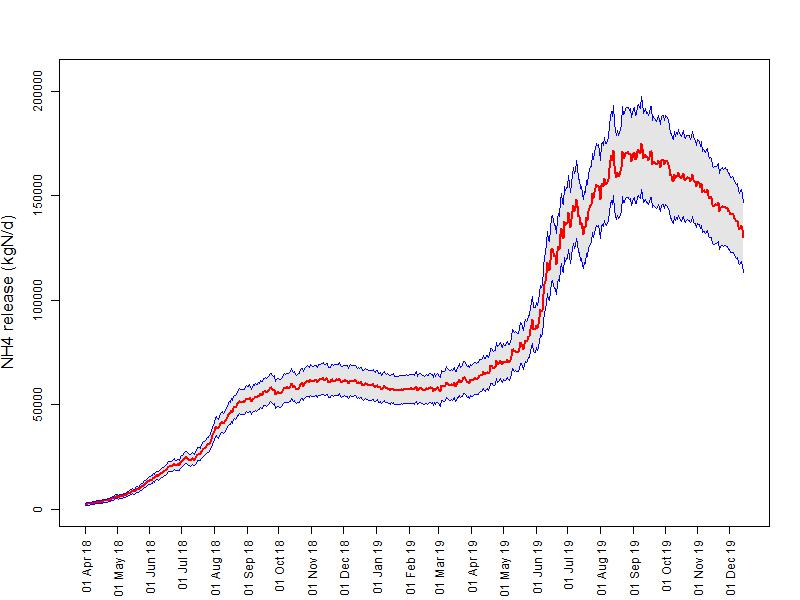 NH4 release (kgN/d)
200000
150000
100000
50000
0
01 Apr 18
01 May 18
01 Jun 18
01 Jul 18
01 Aug 18
01 Sep 18
01 Oct 18
01 Nov 18
01 Dec 18
01 Jan 19
01 Feb 19
01 Mar 19
01 Apr 19
01 May 19
01 Jun 19
01 Jul 19
01 Aug 19
01 Sep 19
01 Oct 19
01 Nov 19
01 Dec 19